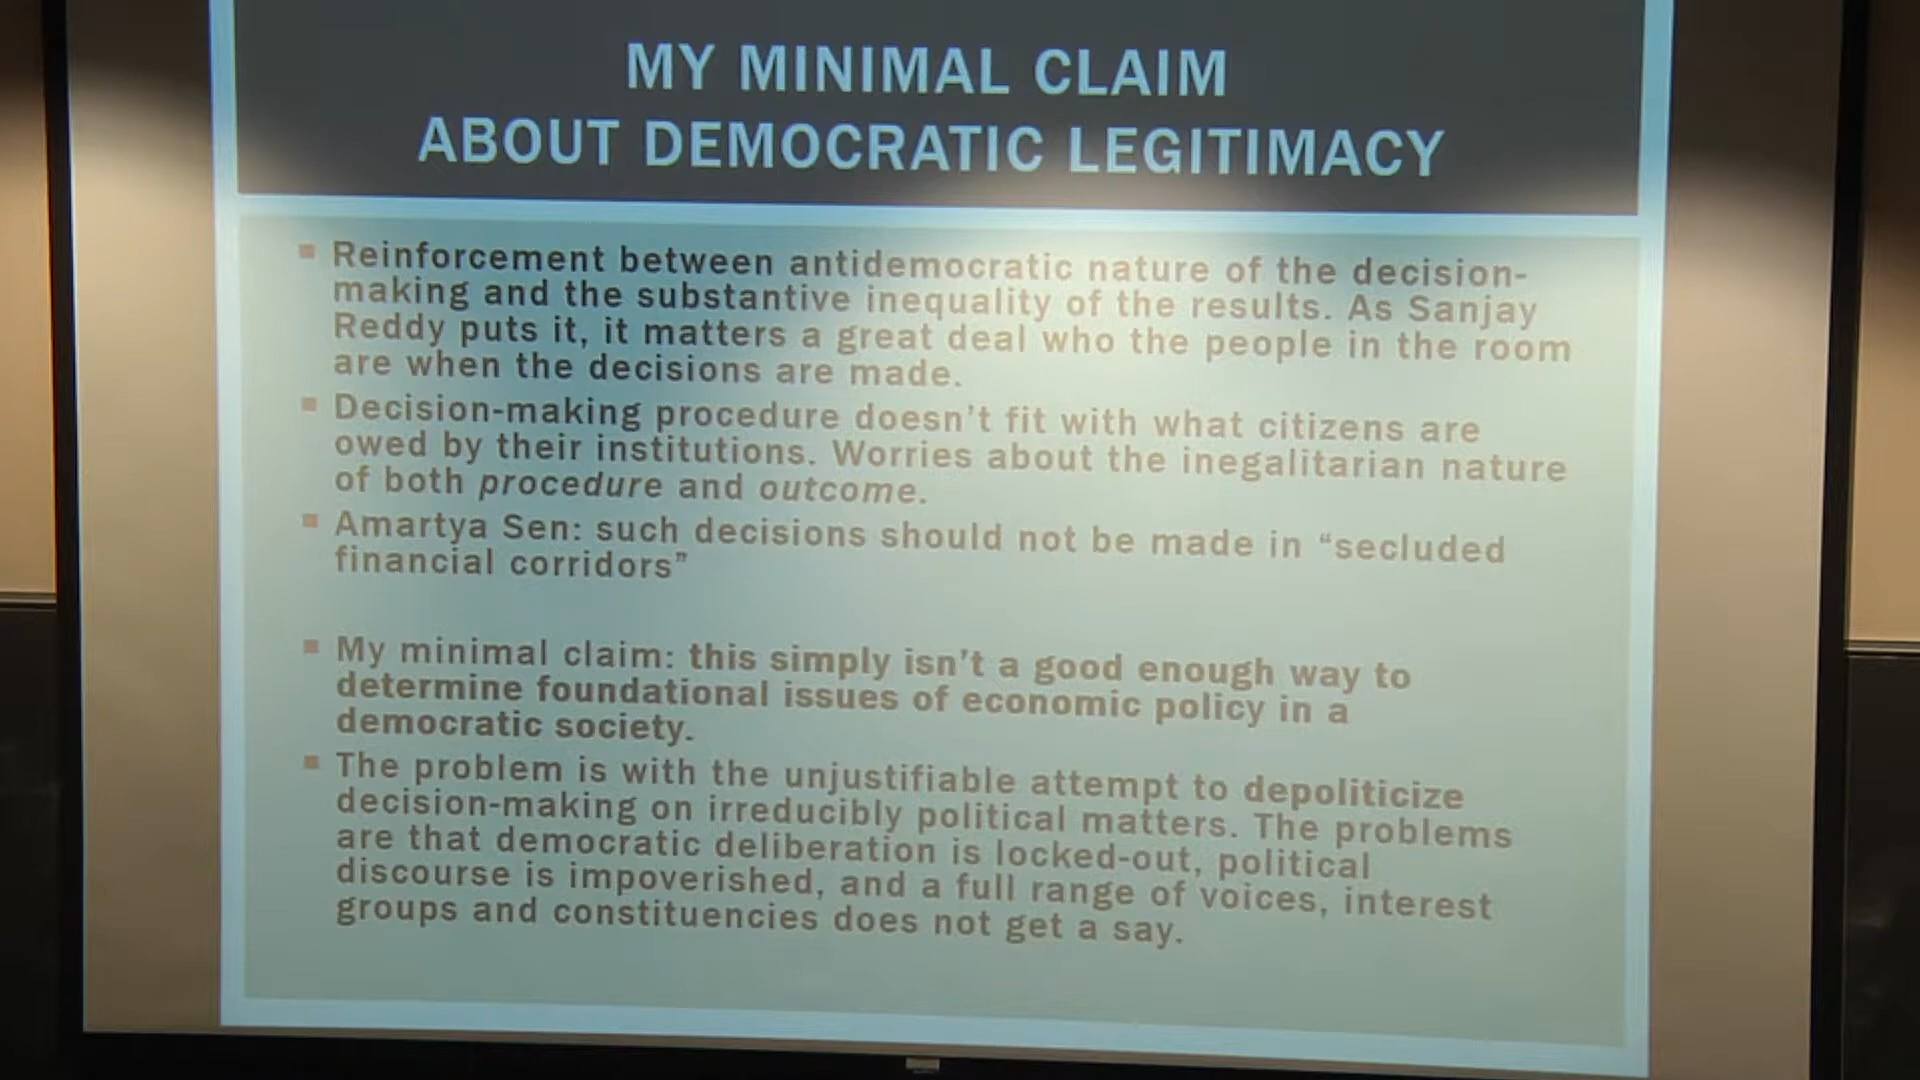 MY MINIMAL CLAIM
ABOUT DEMOCRATIC LEGITIMACY
Reinforcement between antidemocratic nature of the decision-
making and the substantive inequality of the results. As Sanjay
Reddy puts it, it matters a great deal who the people in the room
are when the decisions are made.
Decision-making procedure doesn’t fit with what citizens are
owed by their institutions. Worries about the inegalitarian nature
of both procedure and outcome.
Amartya Sen: such decisions should not be made in “secluded
financial corridors”
My minimal claim: this simply isn’t a good enough way to
determine foundational issues of economic policy in a
democratic society.
The problem is with the unjustifiable attempt to depoliticize
decision-making on irreducibly political matters. The problems
are that democratic deliberation is locked-out, political
discourse is impoverished, and a full range of voices, interest
groups and constituencies does not get a say.